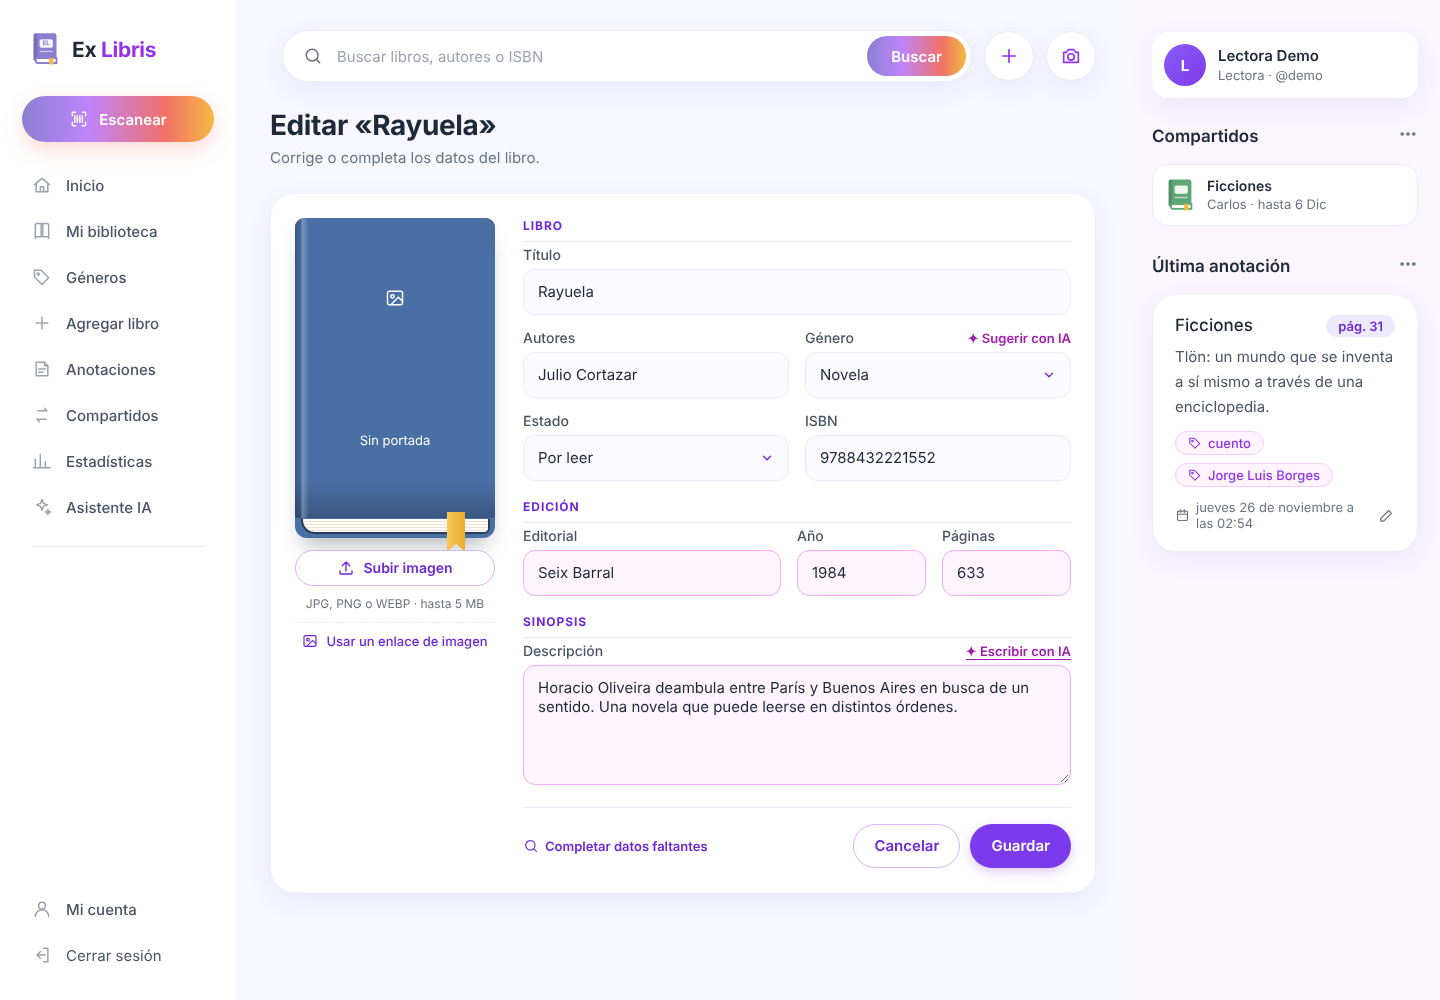 Ex Libris
Escanear
Inicio
Mi biblioteca
Géneros
Agregar libro
Anotaciones
Compartidos
Estadísticas
Asistente IA
Mi cuenta
Cerrar sesión
Buscar libros, autores o ISBN
Buscar
Editar «Rayuela»
Corrige o completa los datos del libro.
Sin portada
Subir imagen
JPG, PNG o WEBP · hasta 5 MB
Usar un enlace de imagen
LIBRO
Título
Rayuela
Autores
Género
✦ Sugerir con IA
Julio Cortazar
Novela
Estado
ISBN
Por leer
9788432221552
EDICIÓN
Editorial
Año
Páginas
Seix Barral
1984
633
SINOPSIS
Descripción
✦ Escribir con IA
Horacio Oliveira deambula entre París y Buenos Aires en busca de un
sentido. Una novela que puede leerse en distintos órdenes.
Completar datos faltantes
Cancelar
Guardar
L
Lectora Demo
Lectora · @demo
Compartidos
Ficciones
Carlos · hasta 6 Dic
Última anotación
Ficciones
pág. 31
Tlön: un mundo que se inventa
a sí mismo a través de una
enciclopedia.
cuento
Jorge Luis Borges
jueves 26 de noviembre a
las 02:54